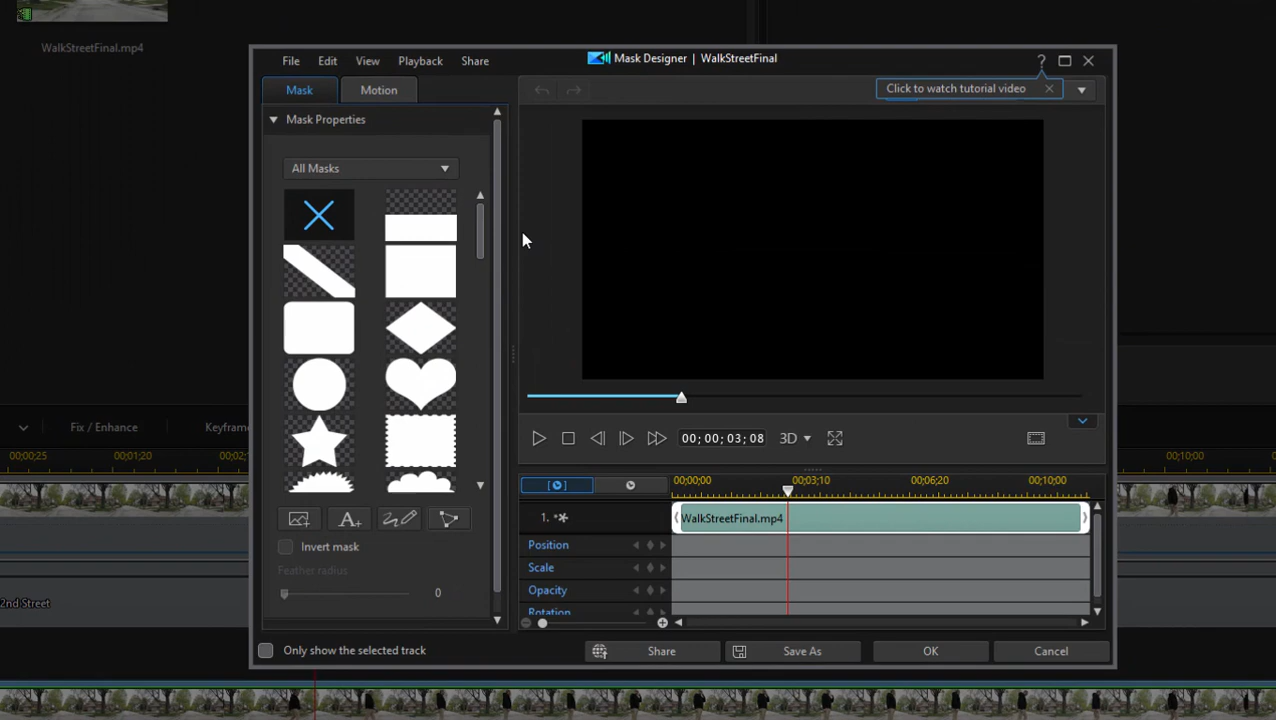 WalkStreetFinal.mp4
File Edit View Playback Share
Mask Designer | WalkStreetFinal
?
Mask Motion
Click to watch tutorial video
Mask Properties
All Masks
Fix / Enhance
00;00;03;08 3D
00;00;25 00;01;20
00;10;00
00;00;00 00;03;10 00;06;20 00;10;00
1.
WalkStreetFinal.mp4
Invert mask
Position
Scale
Feather radius
0
Opacity
Rotation
2nd Street
Only show the selected track
Share Save As OK Cancel